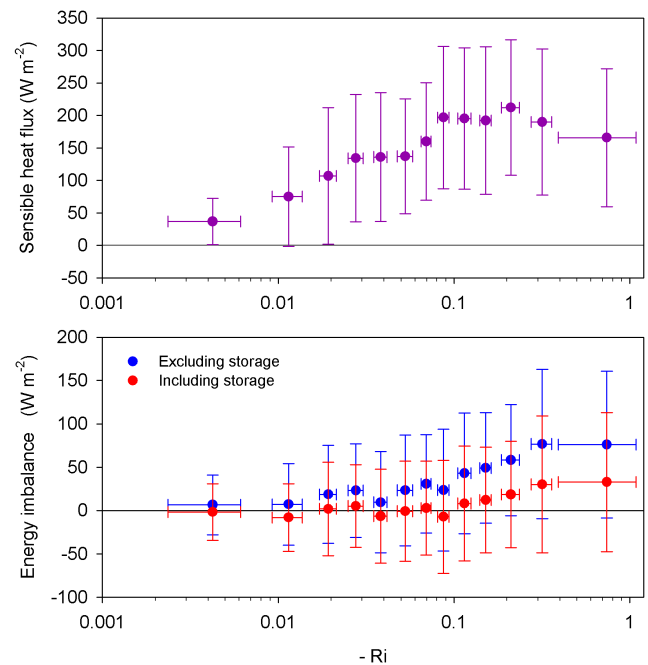 350
300
250
200
150
100
50
0
-50
Sensible heat flux (W m-2)
0.001 0.01 0.1 1
200
150
100
50
0
-50
-100
Energy imbalance (W m-2)
Excluding storage
Including storage
0.001 0.01 0.1 1
- Ri